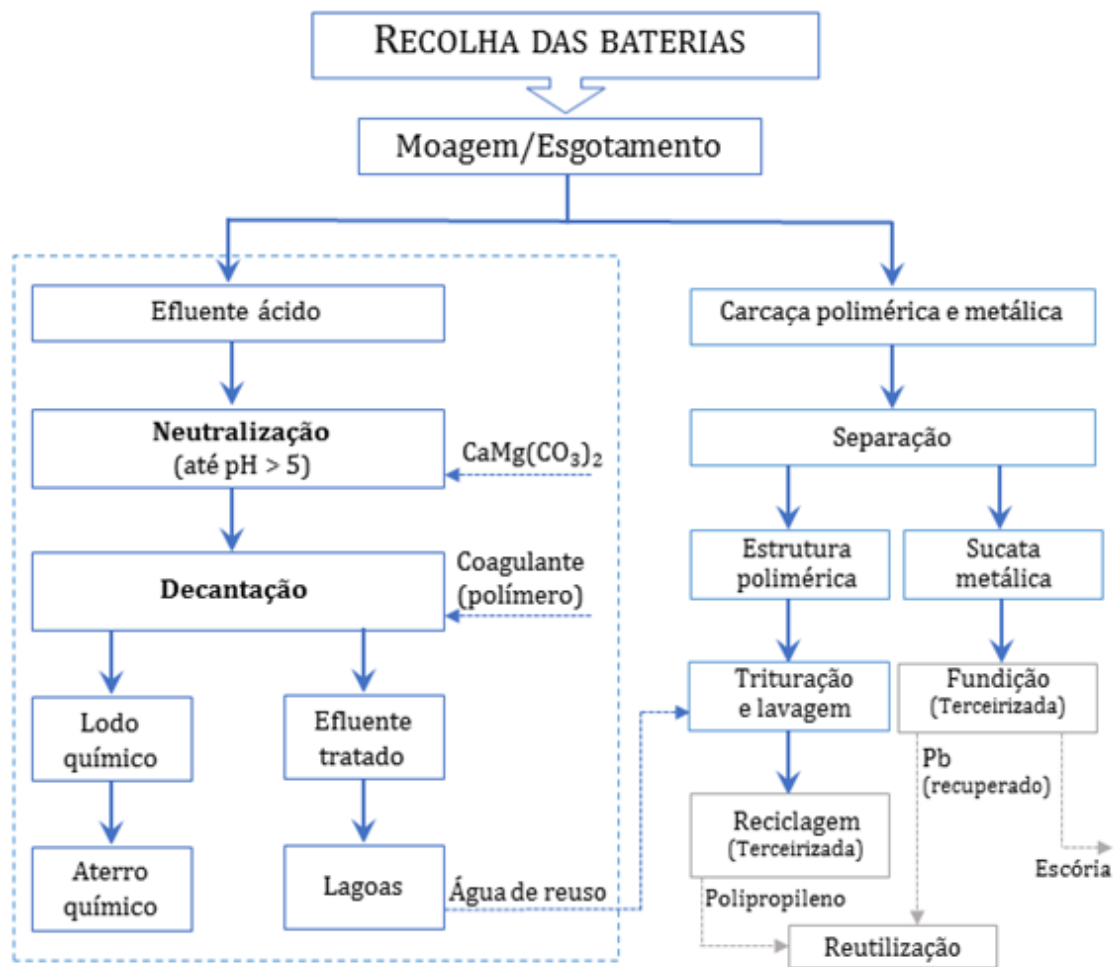 RECOLHA DAS BATERIAS
Moagem/Esgotamento
Efluente ácido
Carcaça polimérica e metálica
Neutralização
(até pH > 5)
CaMg(CO₃)₂
Separação
Decantação
Coagulante
(polímero)
Estrutura
polimérica
Sucata
metálica
Lodo
químico
Efluente
tratado
Trituração
e lavagem
Fundição
(Terceirizada)
Pb
(recuperado)
Aterro
químico
Lagoas
Água de reuso
Reciclagem
(Terceirizada)
Escória
Polipropileno
Reutilização